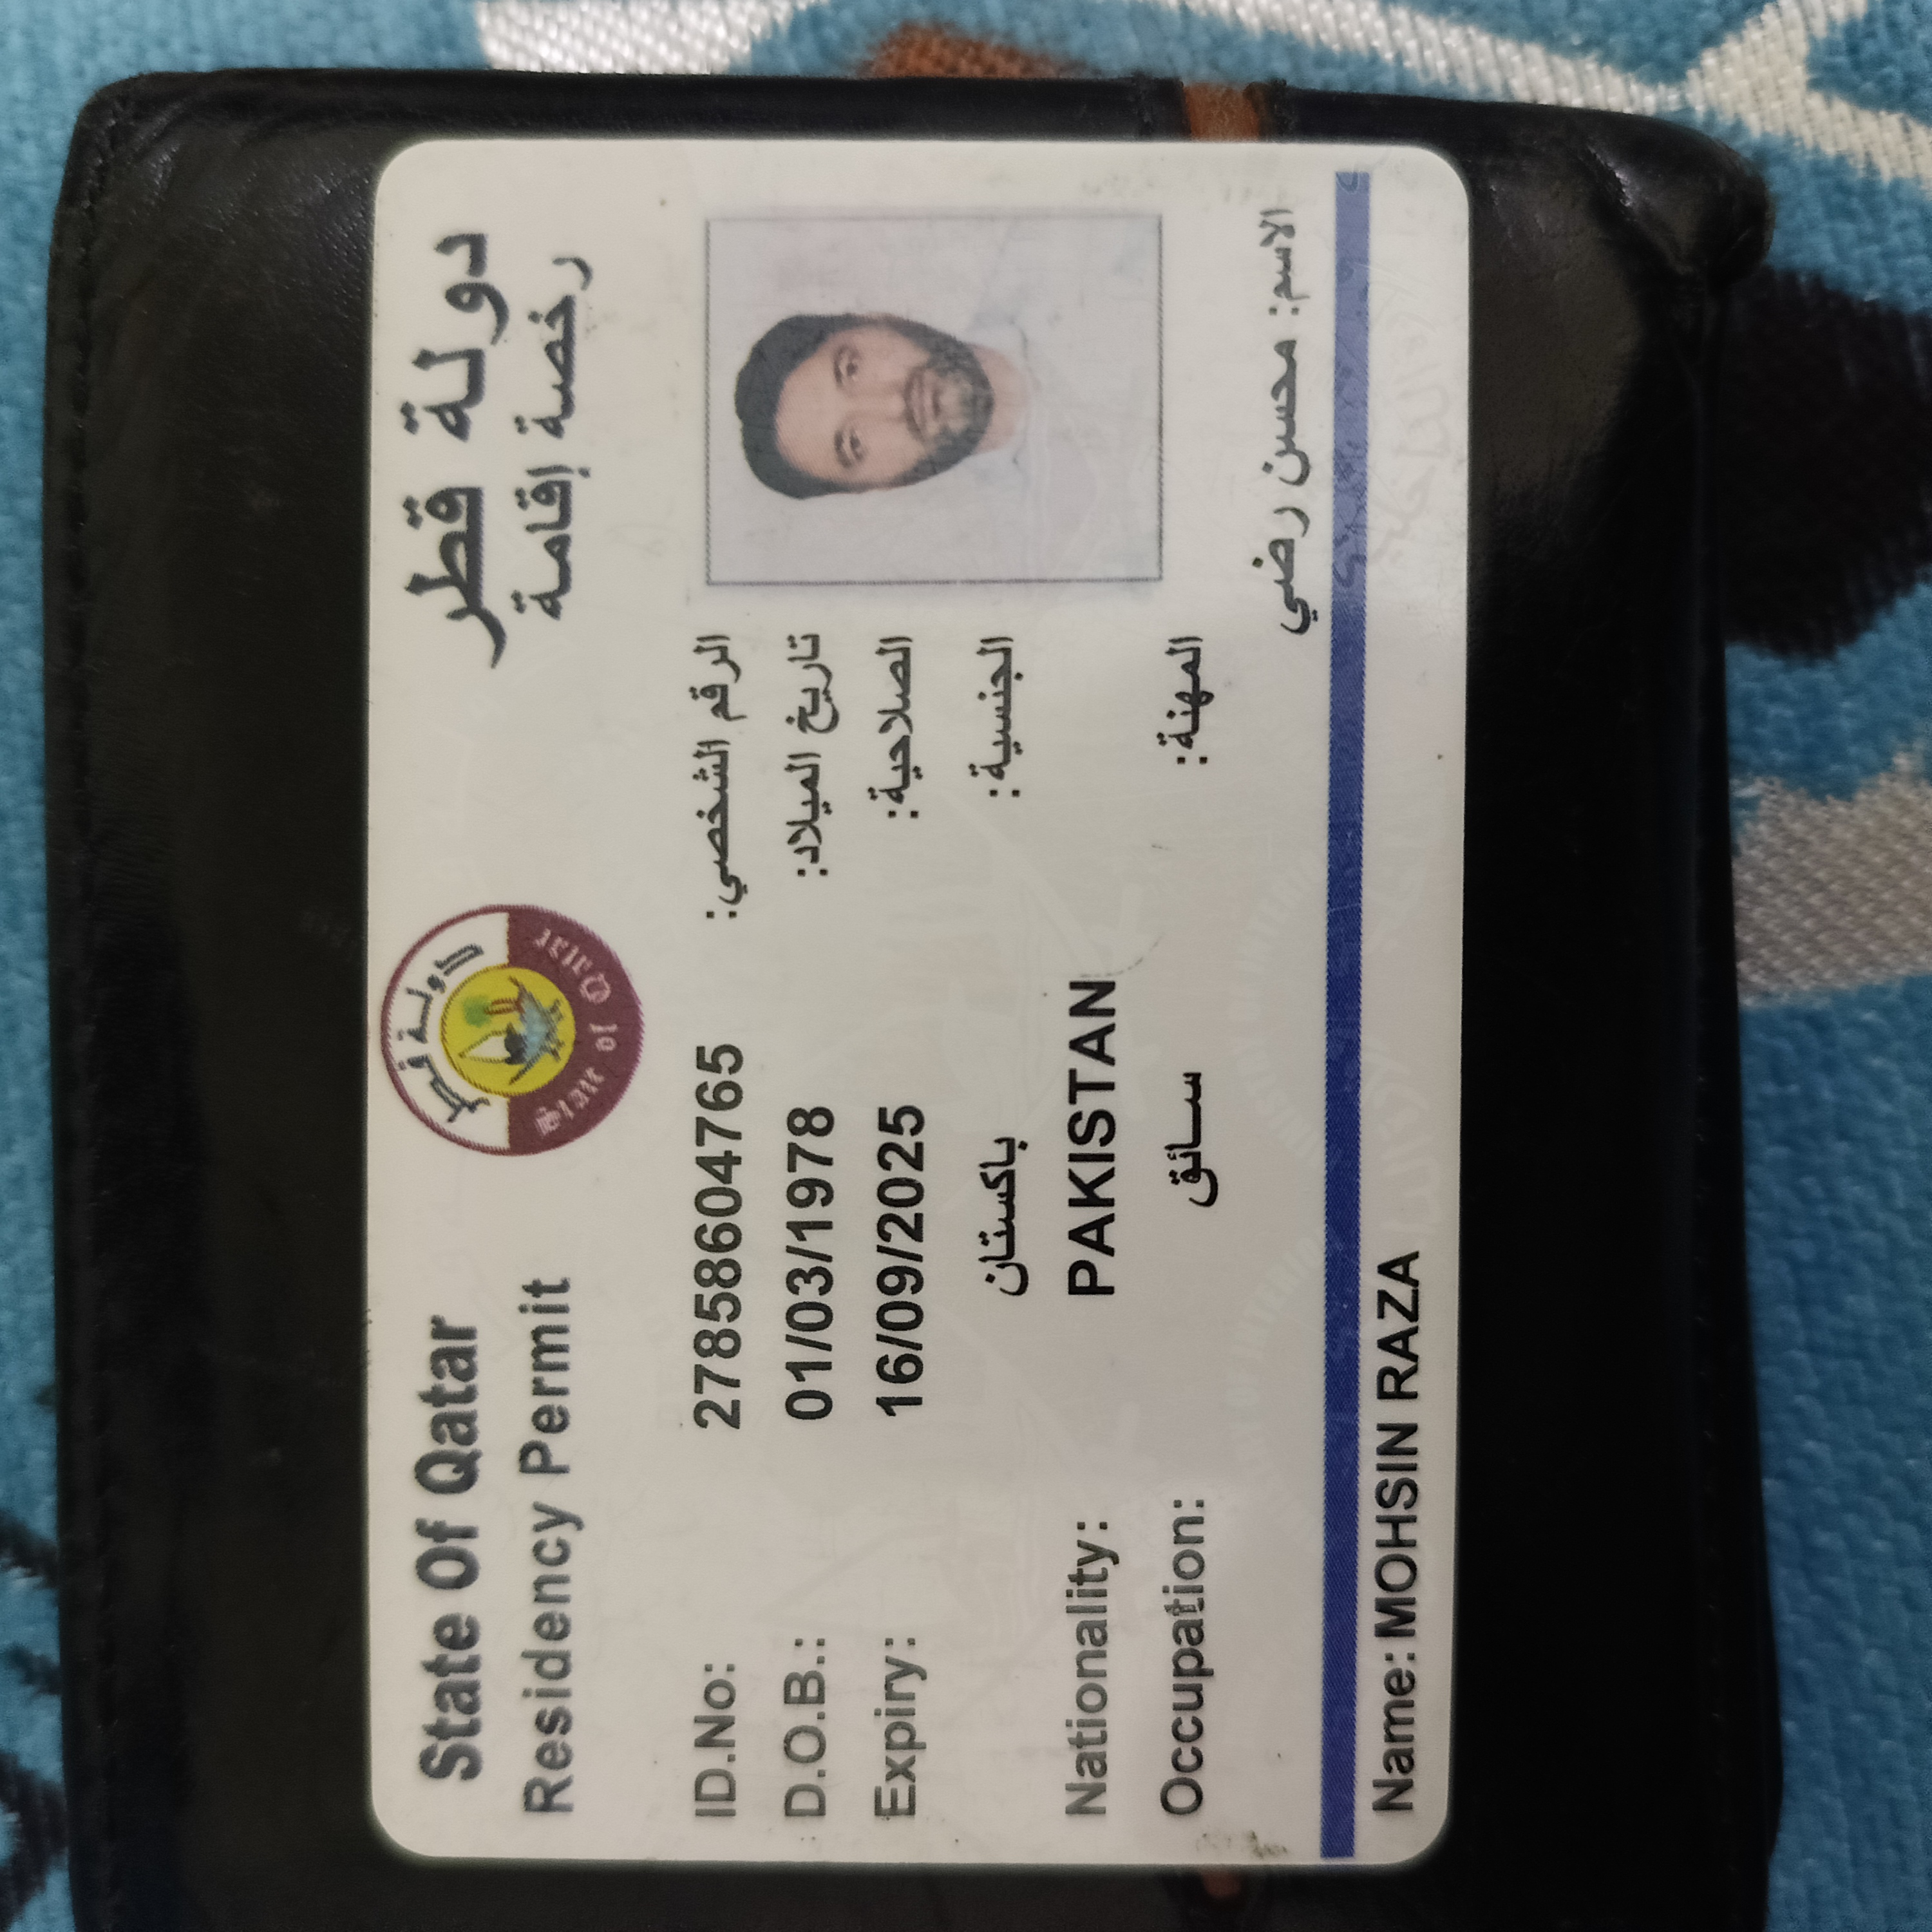 State Of Qatar دولة قطر
Residency Permit رخصة إقامة
دولة قطر
State of Qatar
ID.No: 27858604765 الرقم الشخصي:
D.O.B.: 01/03/1978 تاريخ الميلاد:
Expiry: 16/09/2025 الصلاحية:
باكستان الجنسية:
Nationality: PAKISTAN
Occupation: سائق المهنة:
الاسم: محسن رضي
Name: MOHSIN RAZA